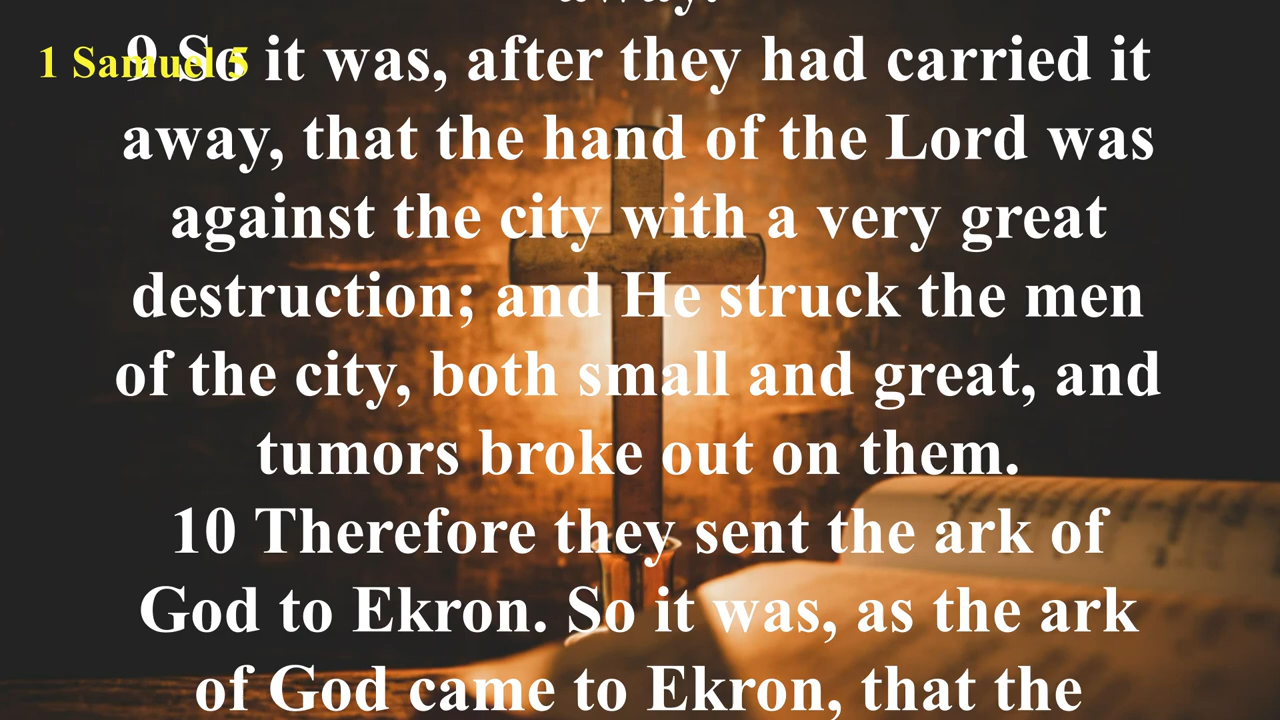 away.
1 Samuel 5
9 So it was, after they had carried it
away, that the hand of the Lord was
against the city with a very great
destruction; and He struck the men
of the city, both small and great, and
tumors broke out on them.
10 Therefore they sent the ark of
God to Ekron. So it was, as the ark
of God came to Ekron, that the